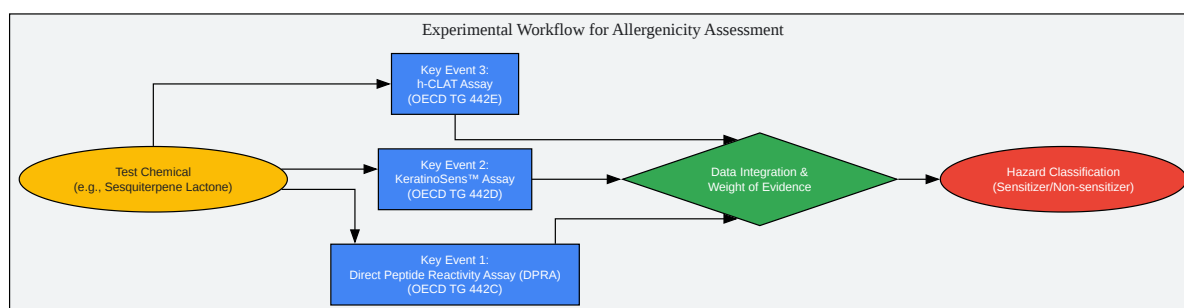 Experimental Workflow for Allergenicity Assessment
Key Event 3:
h-CLAT Assay
(OECD TG 442E)
Test Chemical
(e.g., Sesquiterpene Lactone)
Key Event 2:
KeratinoSens™ Assay
(OECD TG 442D)
Data Integration &
Weight of Evidence
Hazard Classification
(Sensitizer/Non-sensitizer)
Key Event 1:
Direct Peptide Reactivity Assay (DPRA)
(OECD TG 442C)